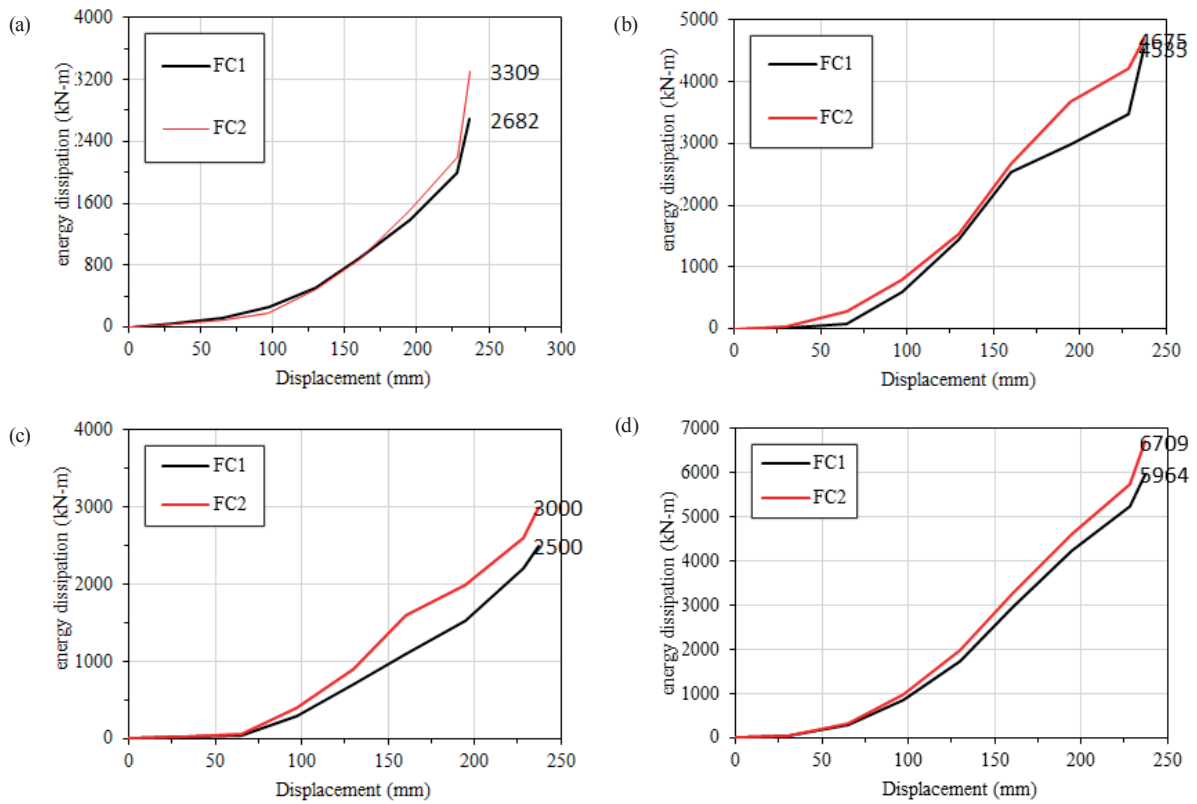 (a)
energy dissipation (kN-m)
4000
3200
2400
1600
800
0
FC1
FC2
3309
2682
0 50 100 150 200 250 300
Displacement (mm)
(b)
energy dissipation (kN-m)
5000
4000
3000
2000
1000
0
FC1
FC2
4675
0 50 100 150 200 250
Displacement (mm)
(c)
energy dissipation (kN-m)
4000
3000
2000
1000
0
FC1
FC2
3000
2500
0 50 100 150 200 250
Displacement (mm)
(d)
energy dissipation (kN-m)
7000
6000
5000
4000
3000
2000
1000
0
FC1
FC2
6709
5964
0 50 100 150 200 250
Displacement (mm)